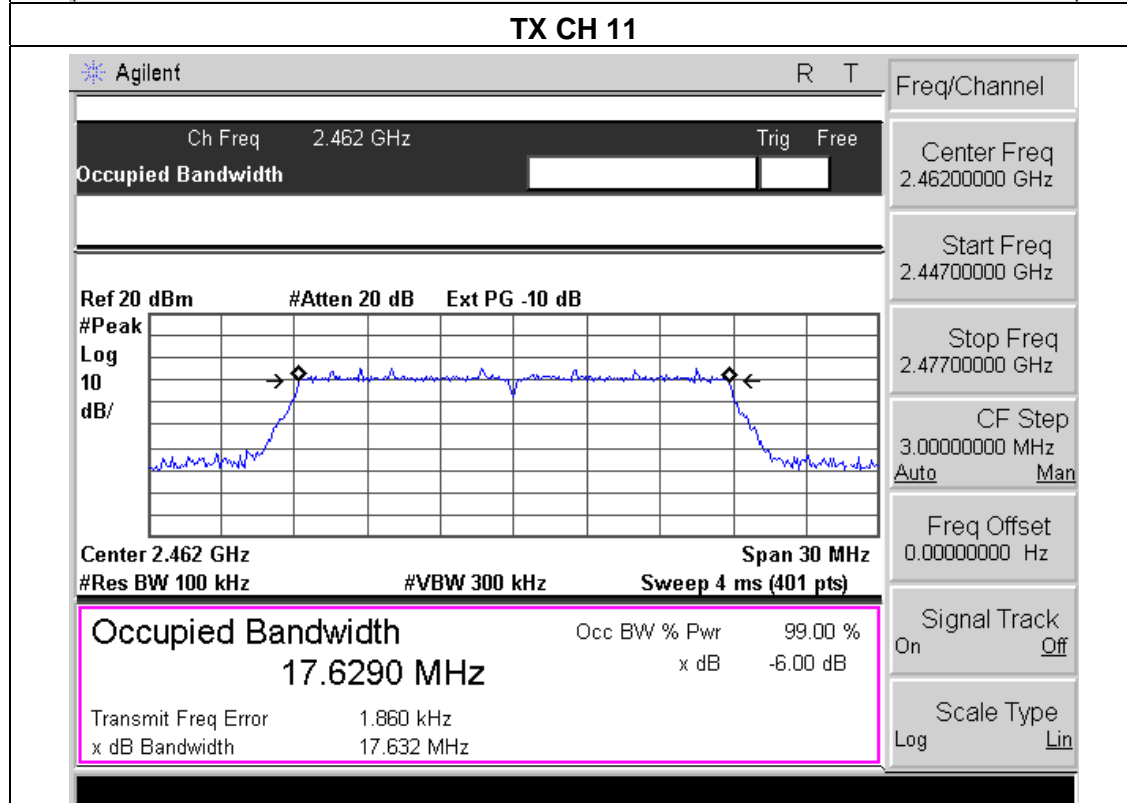 TX CH 11
Agilent R T
Freq/Channel
Ch Freq 2.462 GHz Trig Free
Occupied Bandwidth
Center Freq
2.46200000 GHz
Start Freq
2.44700000 GHz
Ref 20 dBm #Atten 20 dB Ext PG -10 dB
#Peak
Log
10
dB/
Stop Freq
2.47700000 GHz
CF Step
3.00000000 MHz
Auto Man
Freq Offset
0.00000000 Hz
Center 2.462 GHz Span 30 MHz
#Res BW 100 kHz #VBW 300 kHz Sweep 4 ms (401 pts)
Occupied Bandwidth Occ BW % Pwr 99.00 %
17.6290 MHz x dB -6.00 dB
Transmit Freq Error 1.860 kHz
x dB Bandwidth 17.632 MHz
Signal Track
On Off
Scale Type
Log Lin